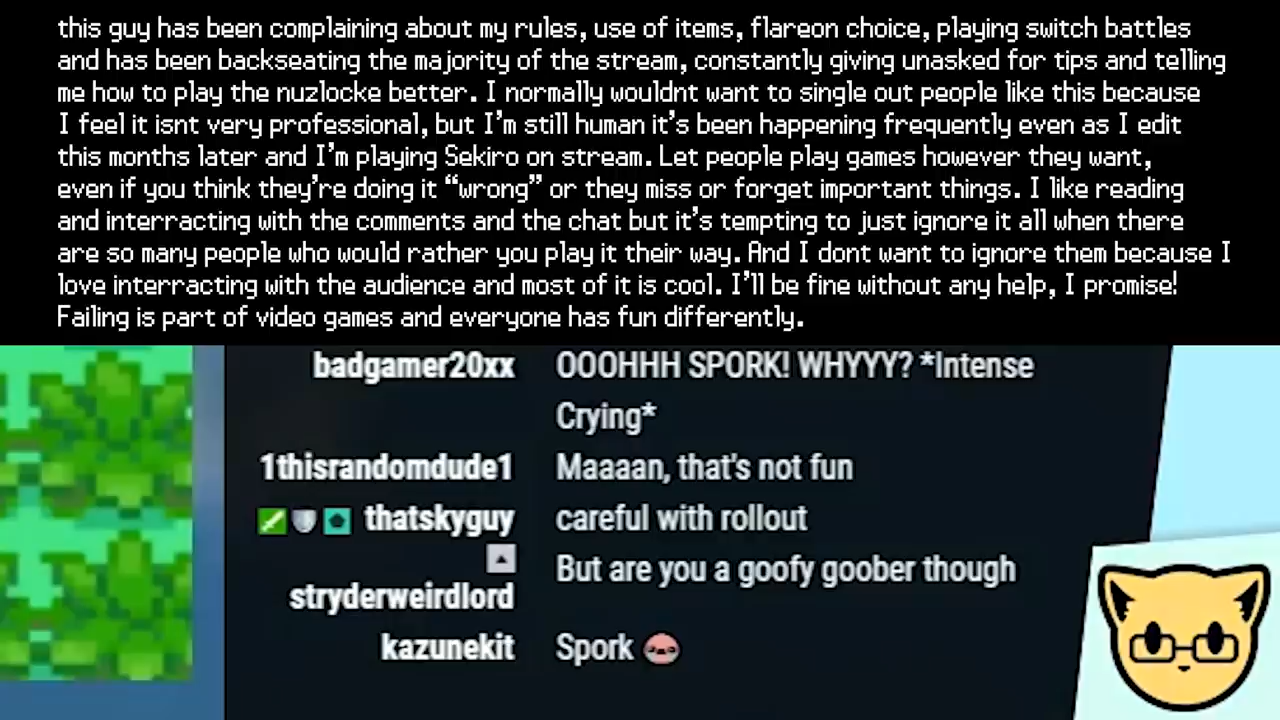 this guy has been complaining about my rules, use of items, flareon choice, playing switch battles
and has been backseating the majority of the stream, constantly giving unasked for tips and telling
me how to play the nuzlocke better. I normally wouldnt want to single out people like this because
I feel it isnt very professional, but I'm still human it's been happening frequently even as I edit
this months later and I'm playing Sekiro on stream. Let people play games however they want,
even if you think they're doing it “wrong” or they miss or forget important things. I like reading
and interracting with the comments and the chat but it's tempting to just ignore it all when there
are so many people who would rather you play it their way. And I dont want to ignore them because I
love interracting with the audience and most of it is cool. I'll be fine without any help, I promise!
Failing is part of video games and everyone has fun differently.
badgamer20xx OOOHHH SPORK! WHYYY? *Intense
Crying*
1thisrandomdude1 Maaaan, that's not fun
thatskyguy careful with rollout
stryderweirdlord But are you a goofy goober though
kazunekit Spork